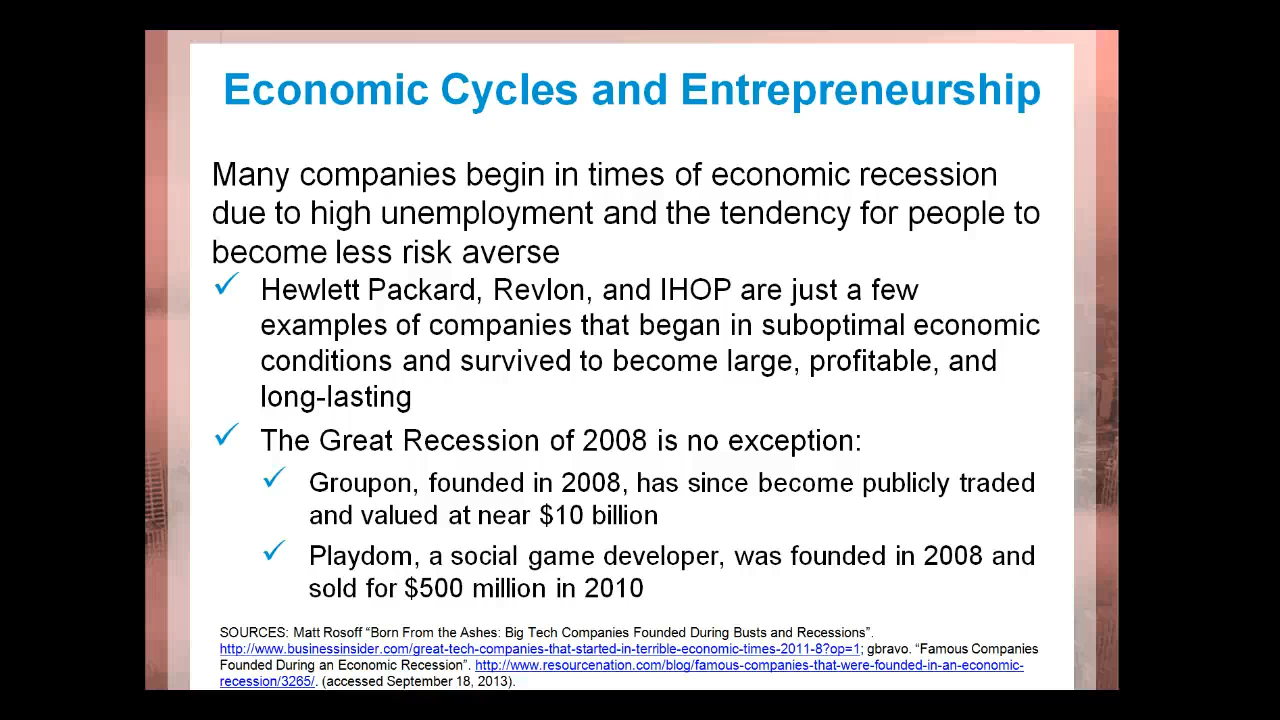 Economic Cycles and Entrepreneurship
Many companies begin in times of economic recession
due to high unemployment and the tendency for people to
become less risk averse
✓ Hewlett Packard, Revlon, and IHOP are just a few
examples of companies that began in suboptimal economic
conditions and survived to become large, profitable, and
long-lasting
✓ The Great Recession of 2008 is no exception:
✓ Groupon, founded in 2008, has since become publicly traded
and valued at near $10 billion
✓ Playdom, a social game developer, was founded in 2008 and
sold for $500 million in 2010
SOURCES: Matt Rosoff “Born From the Ashes: Big Tech Companies Founded During Busts and Recessions”.
http://www.businessinsider.com/great-tech-companies-that-started-in-terrible-economic-times-2011-8?op=1; gbravo. “Famous Companies
Founded During an Economic Recession”. http://www.resourcenation.com/blog/famous-companies-that-were-founded-in-an-economic-
recession/3265/. (accessed September 18, 2013).